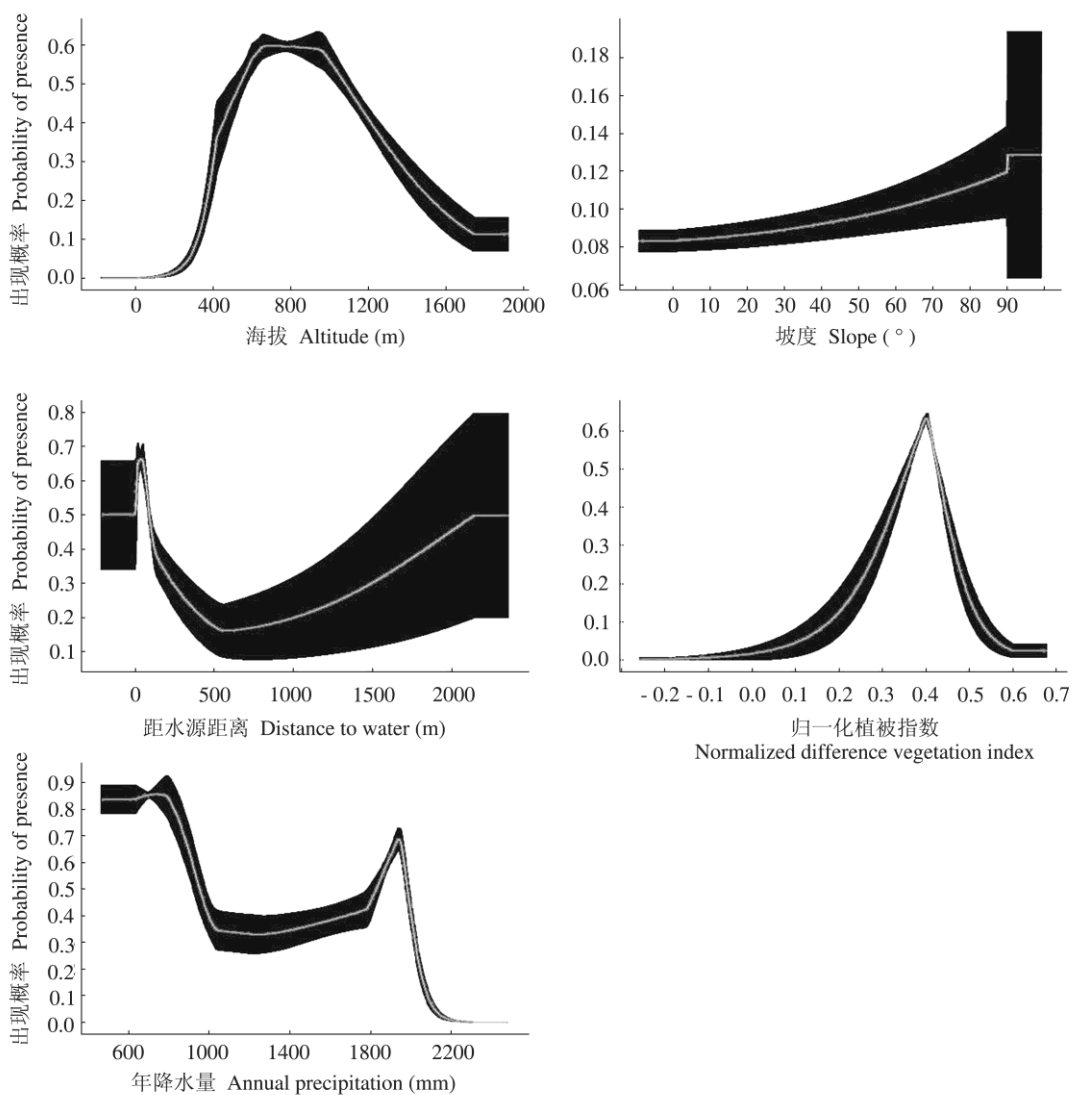 出现概率 Probability of presence
0.6
0.5
0.4
0.3
0.2
0.1
0.0
0 400 800 1200 1600 2000
海拔 Altitude (m)
0.18
0.16
0.14
0.12
0.10
0.08
0.06
0 10 20 30 40 50 60 70 80 90
坡度 Slope ( ° )
出现概率 Probability of presence
0.8
0.7
0.6
0.5
0.4
0.3
0.2
0.1
0 500 1000 1500 2000
距水源距离 Distance to water (m)
0.6
0.5
0.4
0.3
0.2
0.1
0.0
- 0.2 - 0.1 0.0 0.1 0.2 0.3 0.4 0.5 0.6 0.7
归一化植被指数
Normalized difference vegetation index
出现概率 Probability of presence
0.9
0.8
0.7
0.6
0.5
0.4
0.3
0.2
0.1
0.0
600 1000 1400 1800 2200
年降水量 Annual precipitation (mm)